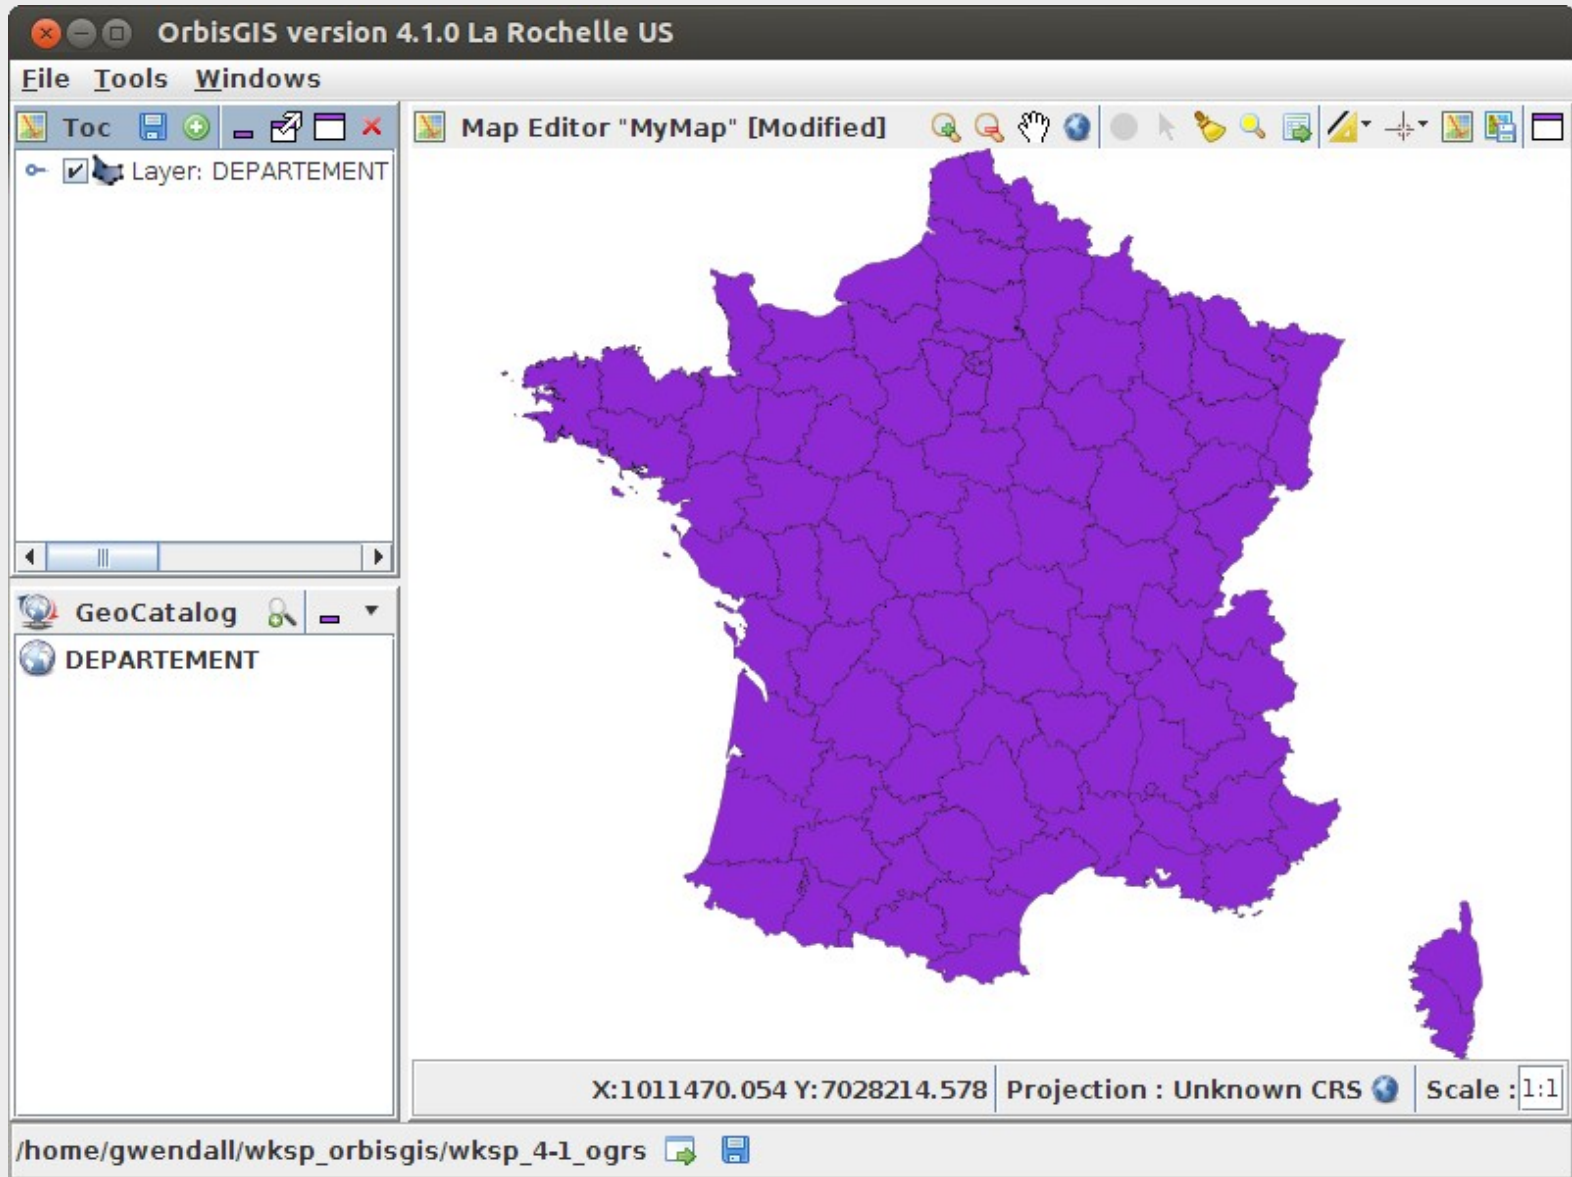 OrbisGIS version 4.1.0 La Rochelle US
File Tools Windows
Toc
Map Editor "MyMap" [Modified]
Layer: DEPARTEMENT
GeoCatalog
DEPARTEMENT
X:1011470.054 Y:7028214.578 Projection : Unknown CRS Scale : 1:1
/home/gwendall/wksp_orbisgis/wksp_4-1_ogrs